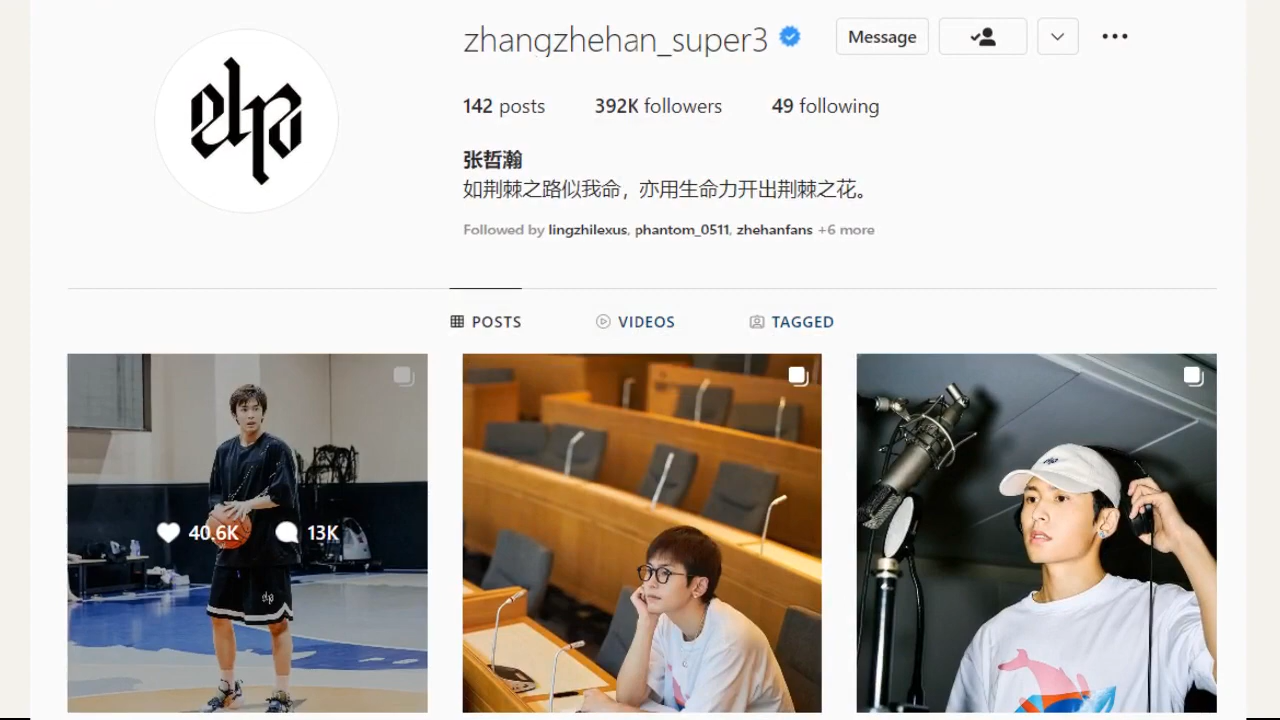 zhangzhehan_super3
Message
142 posts 392K followers 49 following
张哲瀚
如荆棘之路似我命，亦用生命力开出荆棘之花。
Followed by lingzhilexus, phantom_0511, zhehanfans +6 more
POSTS VIDEOS TAGGED
40.6K 13K